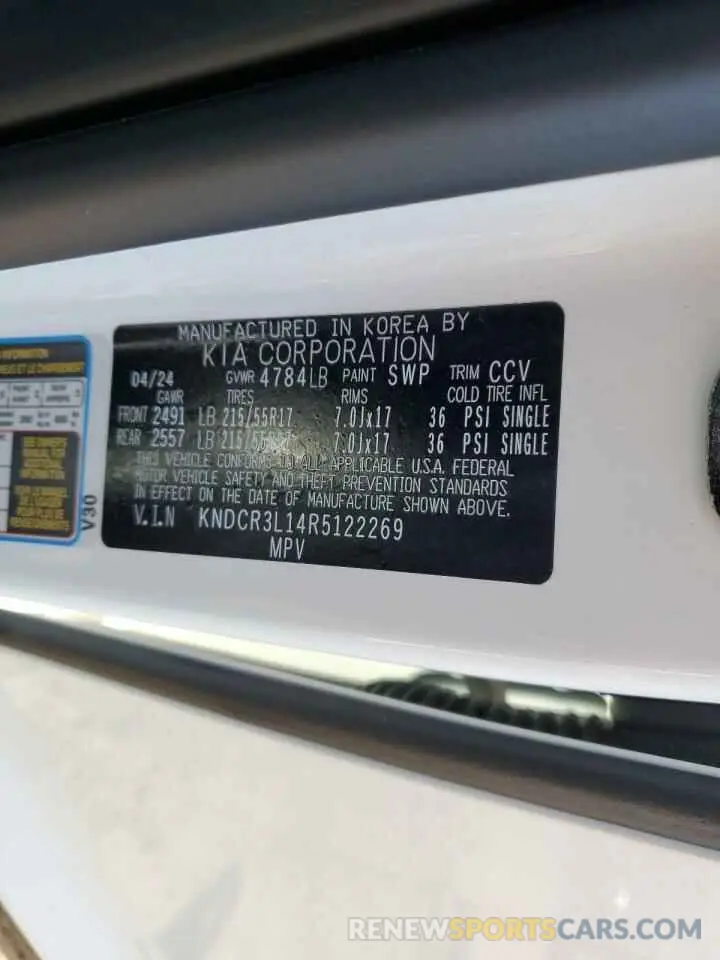 MANUFACTURED IN KOREA BY
KIA CORPORATION
04/24 GVWR 4784LB PAINT SWP TRIM CCV
GAWR TIRES RIMS COLD TIRE INFL
FRONT 2491 LB 215/55R17 7.0Jx17 36 PSI SINGLE
REAR 2557 LB 215/55R17 7.0Jx17 36 PSI SINGLE
THIS VEHICLE CONFORMS TO ALL APPLICABLE U.S.A. FEDERAL
MOTOR VEHICLE SAFETY AND THEFT PREVENTION STANDARDS
IN EFFECT ON THE DATE OF MANUFACTURE SHOWN ABOVE.
V.I.N KNDCR3L14R5122269
MPV
V30
INFORMATION
RENEWSPORTSCARS.COM